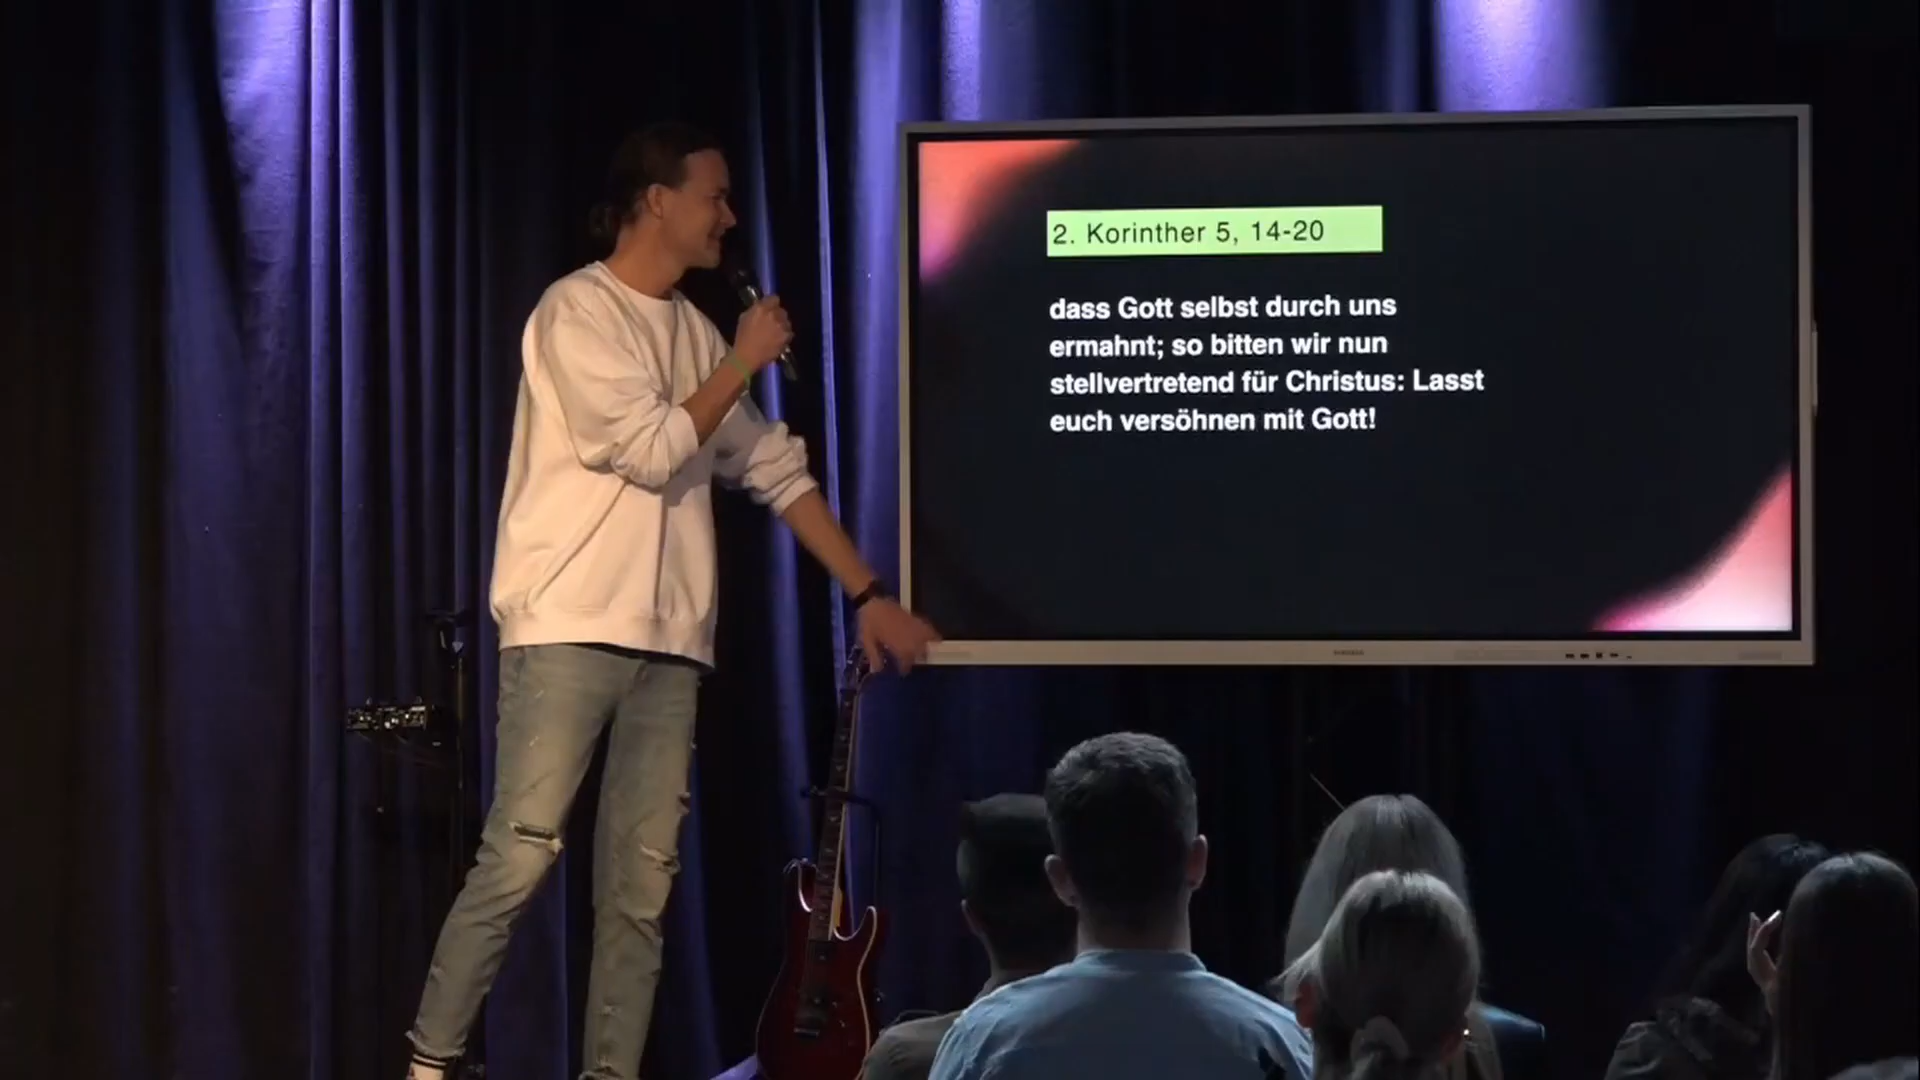 2. Korinther 5, 14-20
dass Gott selbst durch uns
ermahnt; so bitten wir nun
stellvertretend für Christus: Lasst
euch versöhnen mit Gott!